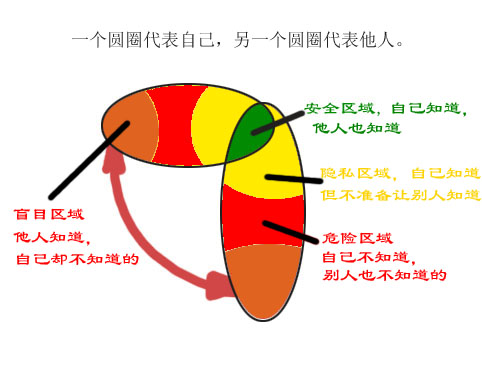 一个圆圈代表自己，另一个圆圈代表他人。
安全区域，自己知道，
他人也知道
隐私区域，自己知道
但不准备让别人知道
盲目区域
他人知道，
自己却不知道的
危险区域
自己不知道，
别人也不知道的